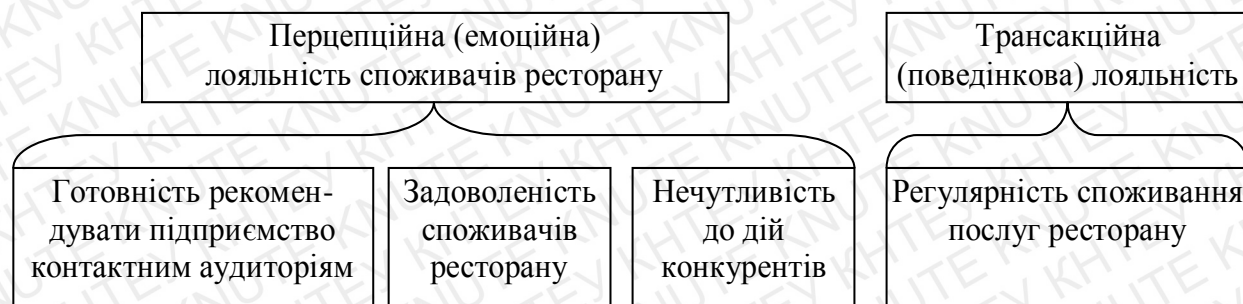 Перцепційна (емоційна)
лояльність споживачів ресторану
Трансакційна
(поведінкова) лояльність
Готовність рекомен-
дувати підприємство
контактним аудиторіям
Задоволеність
споживачів
ресторану
Нечутливість
до дій
конкурентів
Регулярність споживання
послуг ресторану